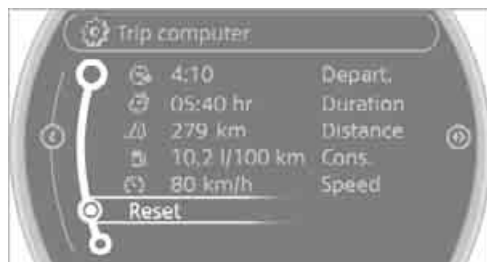 Trip computer
4:10 Depart.
05:40 hr Duration
279 km Distance
10.2 l/100 km Cons.
80 km/h Speed
Reset